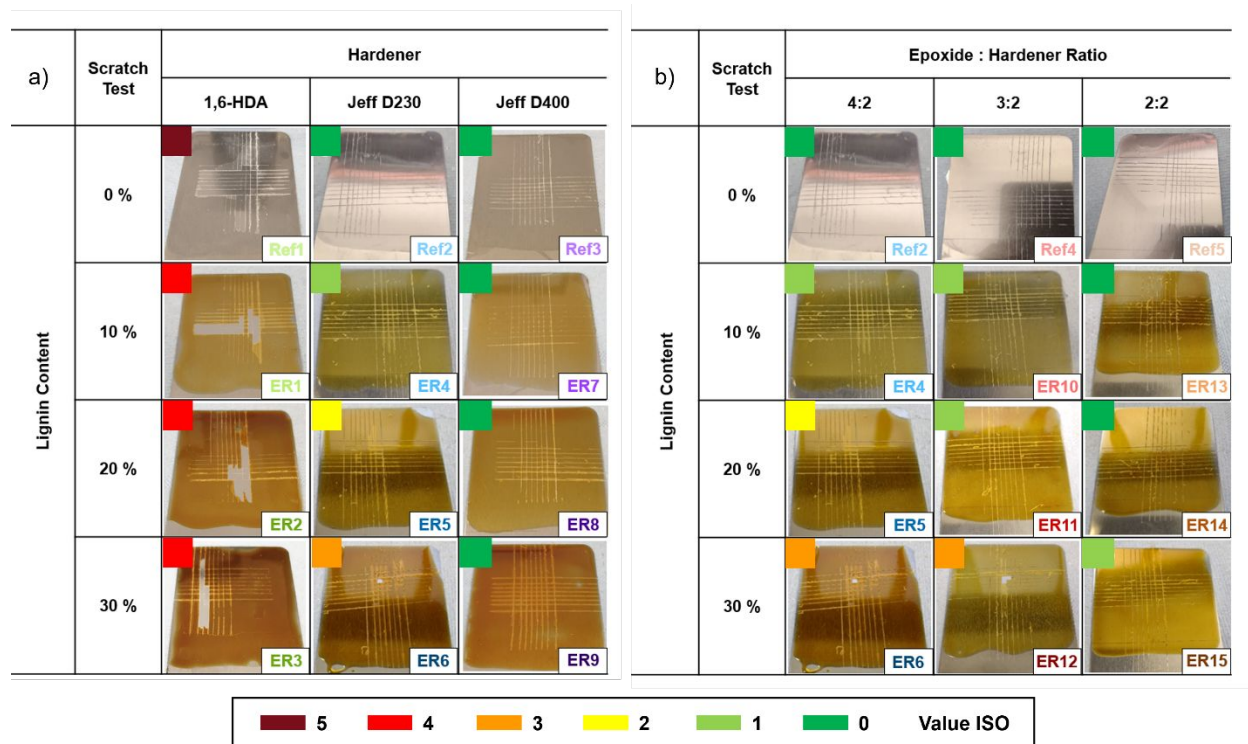 a)
Scratch
Test
Hardener
1,6-HDA
Jeff D230
Jeff D400
Lignin Content
0 %
Ref1
Ref2
Ref3
10 %
ER1
ER4
ER7
20 %
ER2
ER5
ER8
30 %
ER3
ER6
ER9
b)
Scratch
Test
Epoxide : Hardener Ratio
4:2
3:2
2:2
Lignin Content
0 %
Ref2
Ref4
Ref5
10 %
ER4
ER10
ER13
20 %
ER5
ER11
ER14
30 %
ER6
ER12
ER15
5 4 3 2 1 0 Value ISO